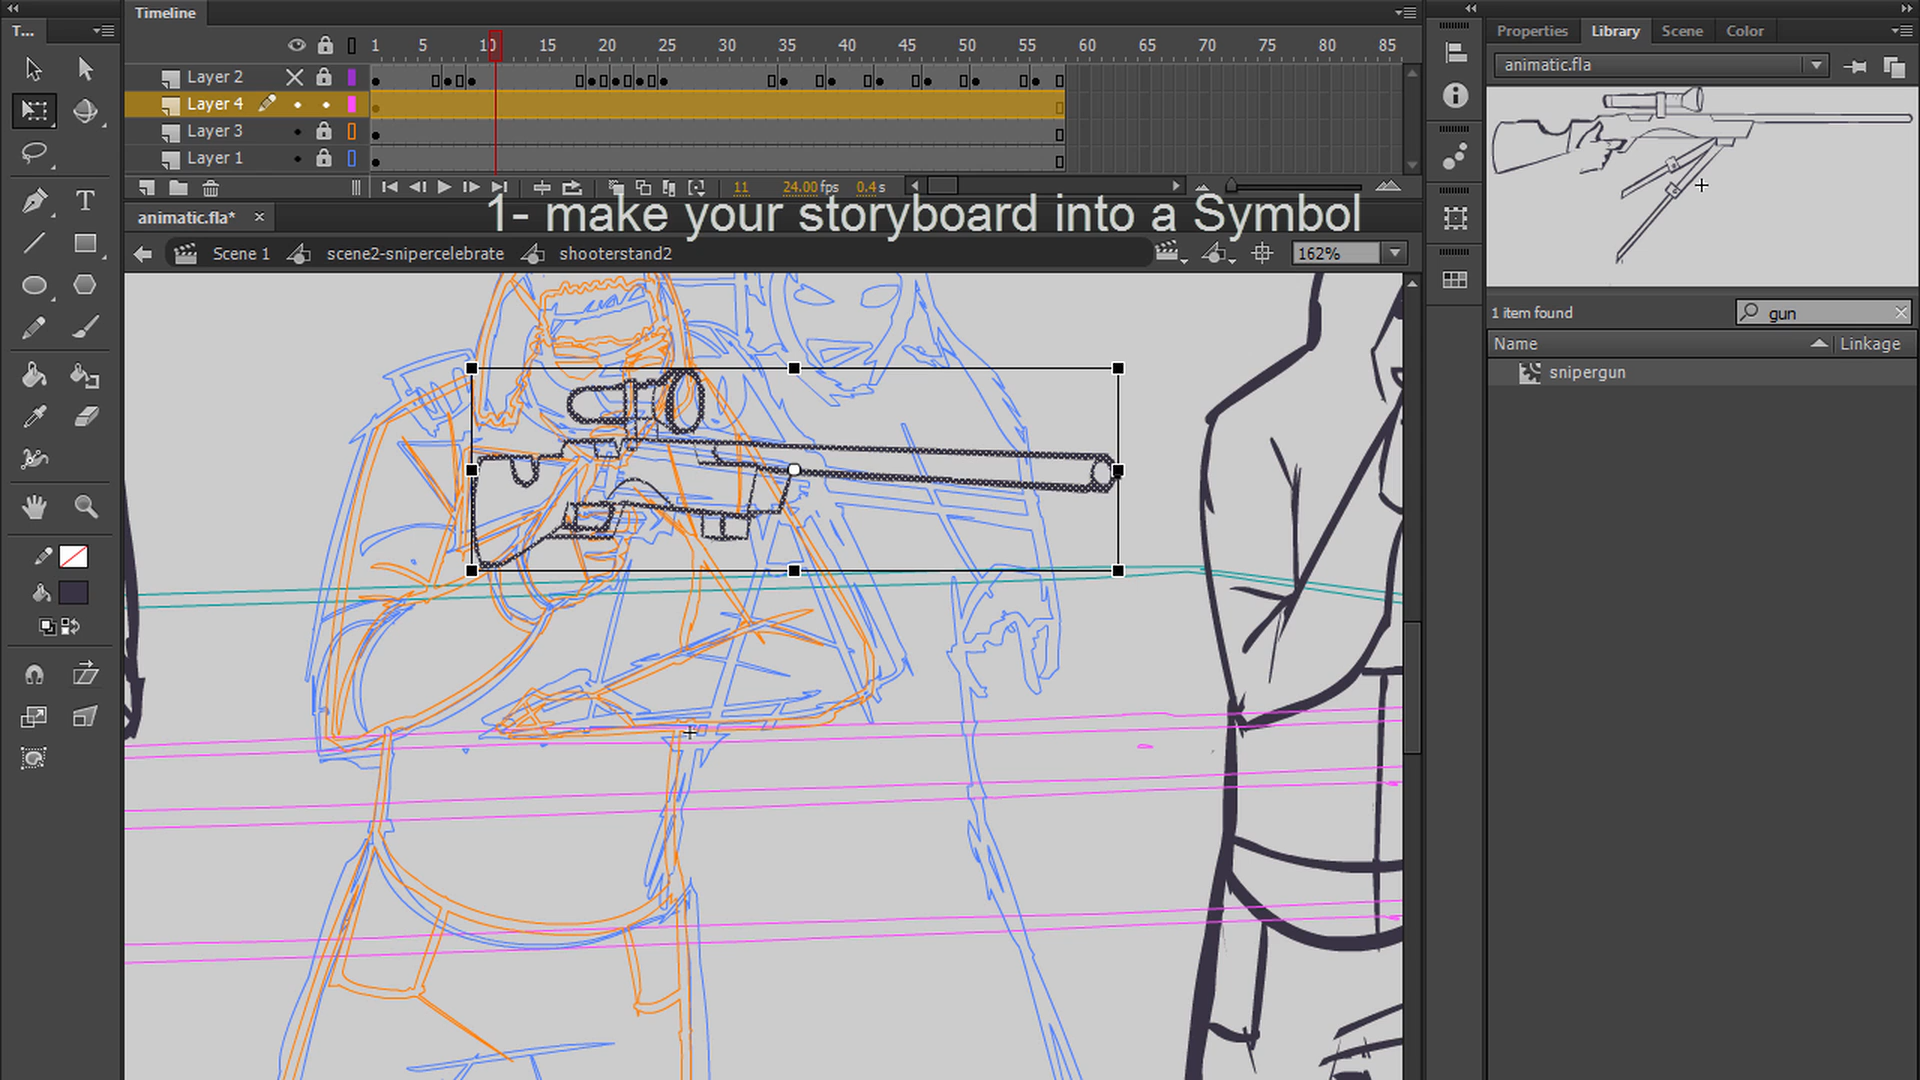 Timeline
T...
1 5 10 15 20 25 30 35 40 45 50 55 60 65 70 75 80 85
Layer 2
Layer 4
Layer 3
Layer 1
11 24.00 fps 0.4 s
animatic.fla* ×
1- make your storyboard into a Symbol
Scene 1 scene2-snipercelebrate shooterstand2
162%
Properties Library Scene Color
animatic.fla
1 item found
gun
Name Linkage
snipergun